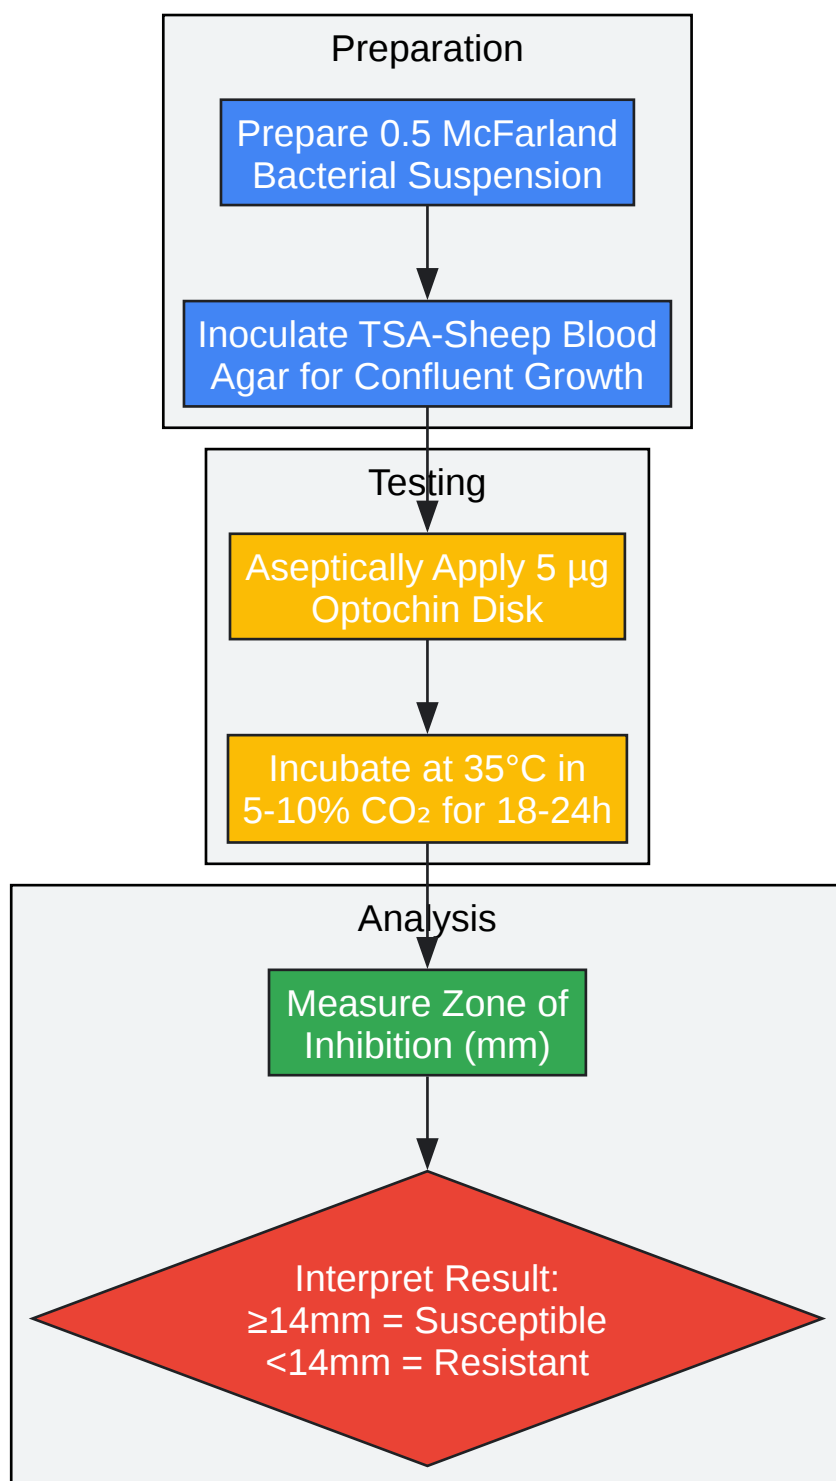 Preparation
Prepare 0.5 McFarland
Bacterial Suspension
Inoculate TSA-Sheep Blood
Agar for Confluent Growth
Testing
Aseptically Apply 5 µg
Optochin Disk
Incubate at 35°C in
5-10% CO₂ for 18-24h
Analysis
Measure Zone of
Inhibition (mm)
Interpret Result:
≥14mm = Susceptible
<14mm = Resistant